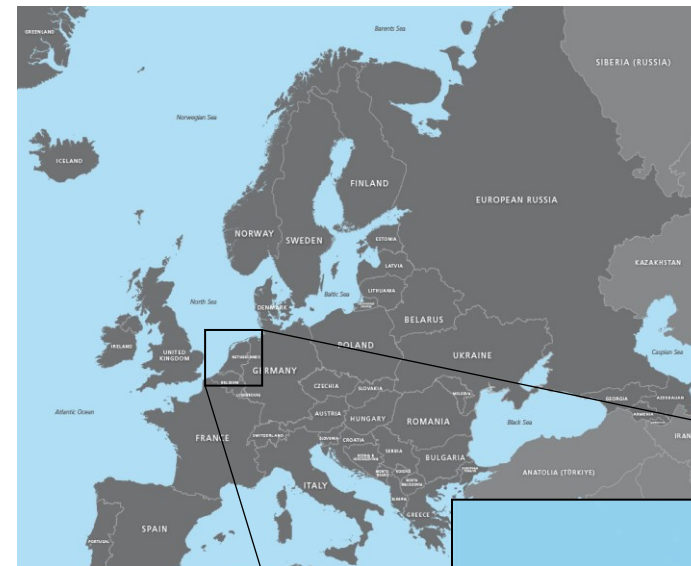 GREENLAND
Barents Sea
SIBERIA (RUSSIA)
Norwegian Sea
ICELAND
FINLAND
EUROPEAN RUSSIA
NORWAY
SWEDEN
ESTONIA
KAZAKHSTAN
LATVIA
LITHUANIA
Baltic Sea
North Sea
DENMARK
BELARUS
IRELAND
UNITED
KINGDOM
POLAND
NETHERLANDS
UKRAINE
Caspian Sea
GERMANY
BELGIUM
CZECHIA
SLOVAKIA
MOLDOVA
GEORGIA
AZERBAIJAN
Atlantic Ocean
AUSTRIA
HUNGARY
ROMANIA
Black Sea
ARMENIA
FRANCE
SWITZERLAND
SLOVENIA
CROATIA
IRAN
SERBIA
BULGARIA
KOSOVO
ANATOLIA (TÜRKIYE)
ITALY
ALBANIA
GREECE
SPAIN
PORTUGAL